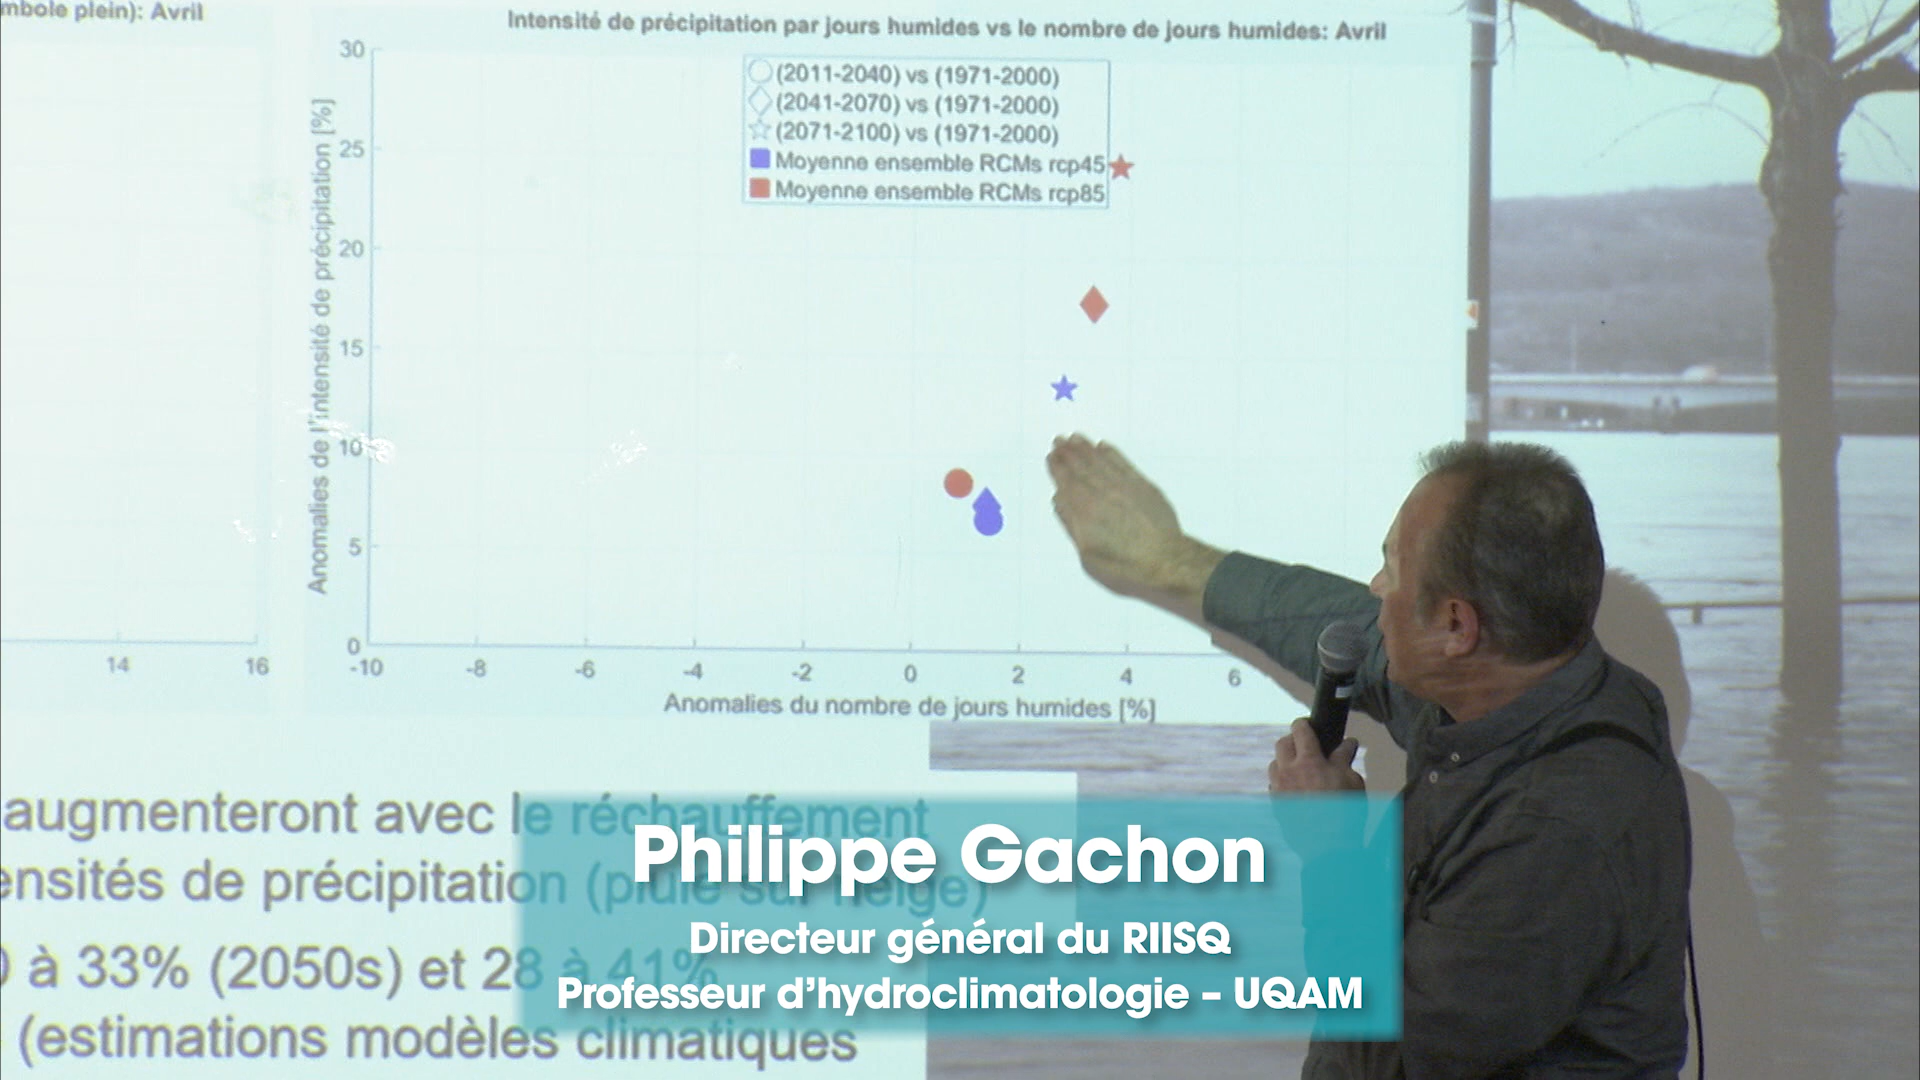 mbole plein): Avril
Intensité de précipitation par jours humides vs le nombre de jours humides: Avril
(2011-2040) vs (1971-2000)
(2041-2070) vs (1971-2000)
(2071-2100) vs (1971-2000)
Moyenne ensemble RCMs rcp45
Moyenne ensemble RCMs rcp85
Anomalies de l'intensité de précipitation [%]
30
25
20
15
10
5
0
14 16
-10 -8 -6 -4 -2 0 2 4 6
Anomalies du nombre de jours humides [%]
augmenteront avec le réchauffement
ensités de précipitation (pluie sur neige)
à 33% (2050s) et 28 à 41%
(estimations modèles climatiques
Philippe Gachon
Directeur général du RIISQ
Professeur d'hydroclimatologie – UQAM